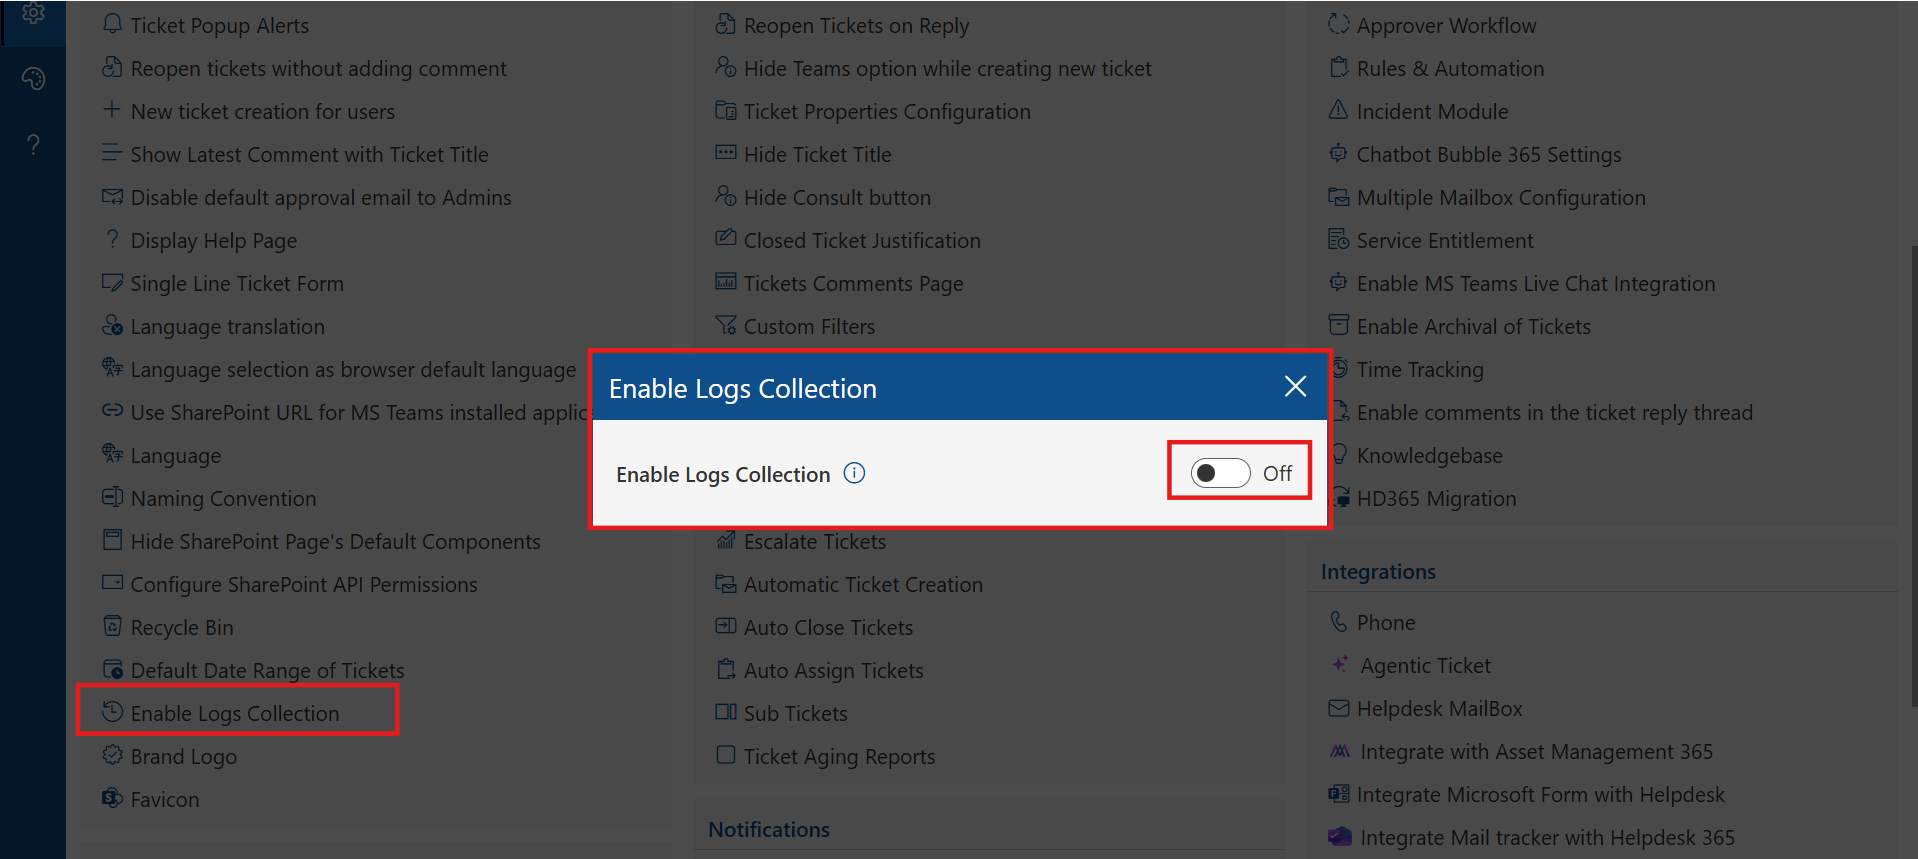 Ticket Popup Alerts
Reopen tickets without adding comment
New ticket creation for users
Show Latest Comment with Ticket Title
Disable default approval email to Admins
Display Help Page
Single Line Ticket Form
Language translation
Language selection as browser default language
Use SharePoint URL for MS Teams installed applic
Language
Naming Convention
Hide SharePoint Page's Default Components
Configure SharePoint API Permissions
Recycle Bin
Default Date Range of Tickets
Enable Logs Collection
Brand Logo
Favicon
Reopen Tickets on Reply
Hide Teams option while creating new ticket
Ticket Properties Configuration
Hide Ticket Title
Hide Consult button
Closed Ticket Justification
Tickets Comments Page
Custom Filters
Enable Logs Collection
Enable Logs Collection
Off
Escalate Tickets
Automatic Ticket Creation
Auto Close Tickets
Auto Assign Tickets
Sub Tickets
Ticket Aging Reports
Notifications
Approver Workflow
Rules & Automation
Incident Module
Chatbot Bubble 365 Settings
Multiple Mailbox Configuration
Service Entitlement
Enable MS Teams Live Chat Integration
Enable Archival of Tickets
Time Tracking
Enable comments in the ticket reply thread
Knowledgebase
HD365 Migration
Integrations
Phone
Agentic Ticket
Helpdesk MailBox
Integrate with Asset Management 365
Integrate Microsoft Form with Helpdesk
Integrate Mail tracker with Helpdesk 365